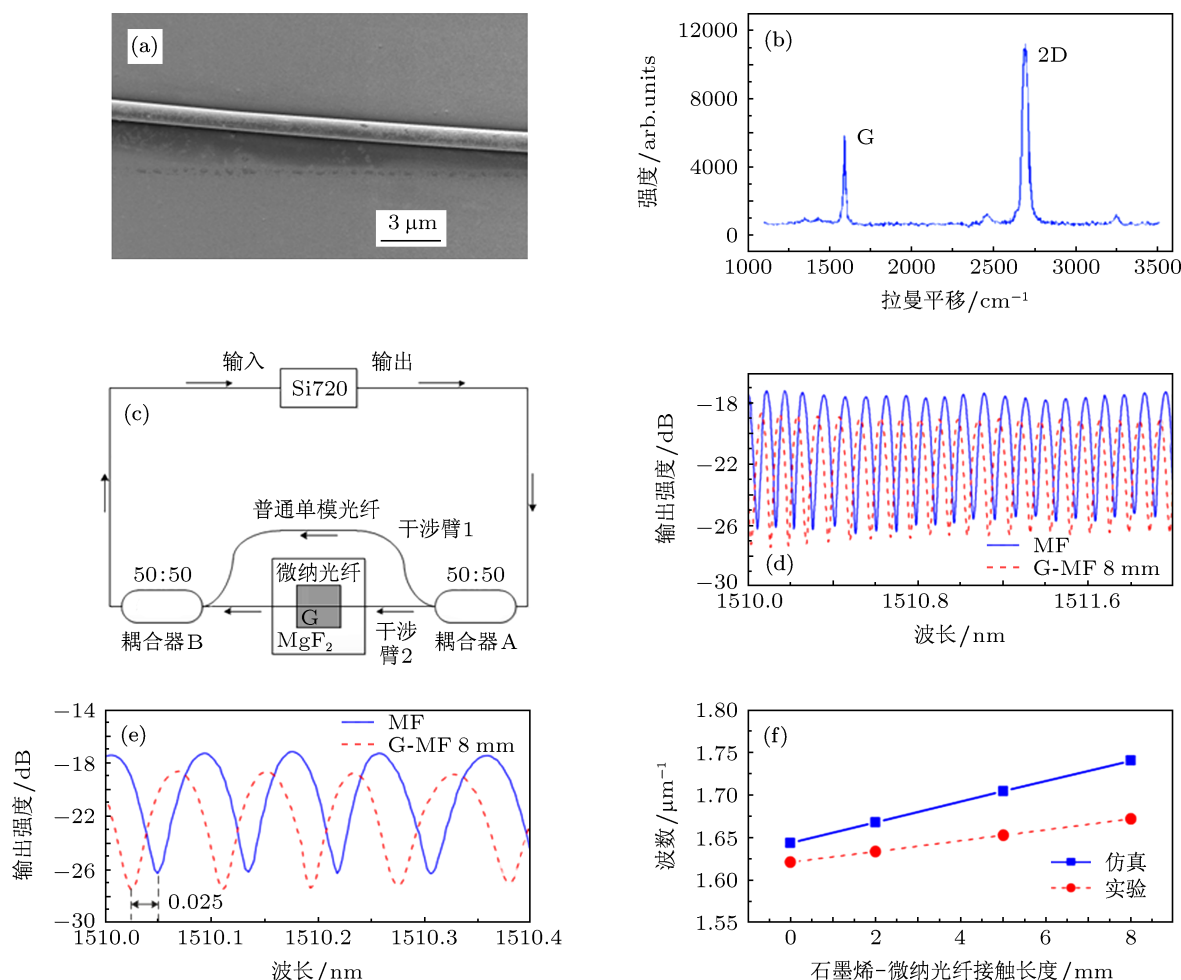 (a)
3 μm
(b)
2D
G
12000
8000
4000
0
强度/arb.units
1000 1500 2000 2500 3000 3500
拉曼平移/cm⁻¹
(c)
输入
Si720
输出
普通单模光纤
干涉臂1
50:50
微纳光纤
50:50
G
MgF₂
干涉
臂2
耦合器B
耦合器A
−18
−22
−26
−30
输出强度/dB
(d)
MF
G-MF 8 mm
1510.0 1510.8 1511.6
波长/nm
−14
−18
−22
−26
−30
输出强度/dB
(e)
MF
G-MF 8 mm
0.025
1510.0 1510.1 1510.2 1510.3 1510.4
波长/nm
1.80
1.75
1.70
1.65
1.60
1.55
波数/μm⁻¹
(f)
仿真
实验
0 2 4 6 8
石墨烯-微纳光纤接触长度/mm